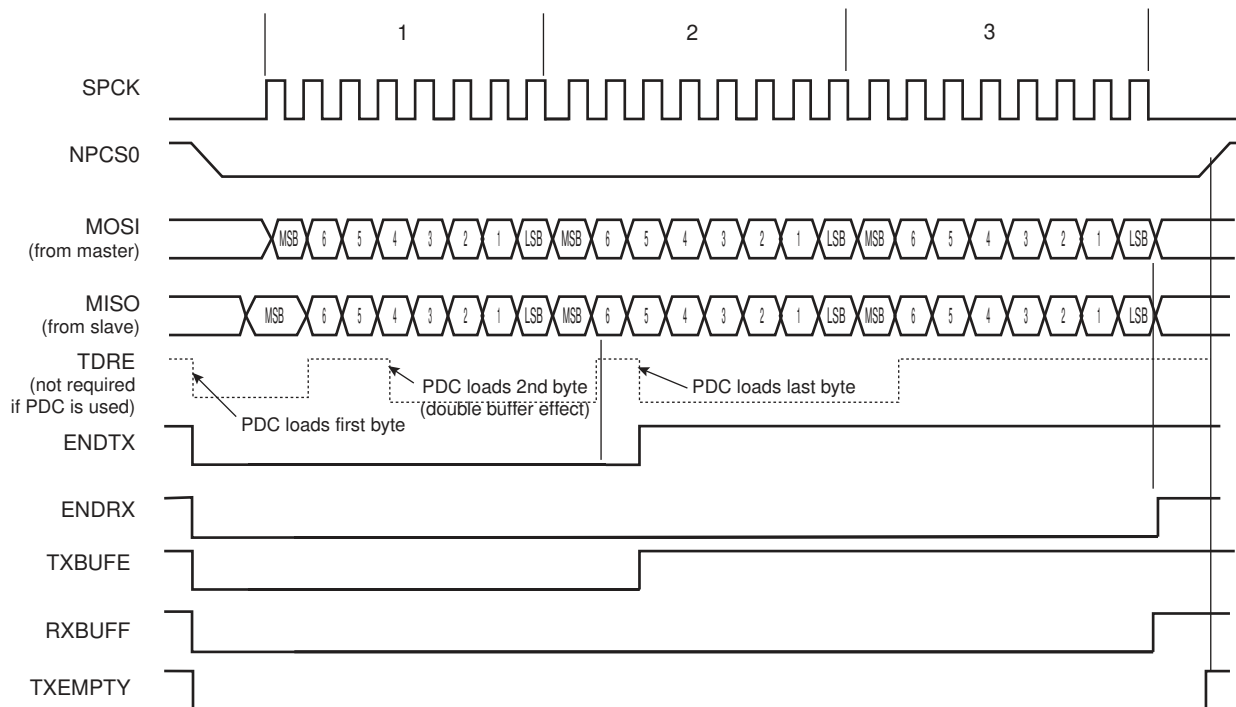 1 2 3
SPCK
NPCS0
MOSI
(from master)
MSB 6 5 4 3 2 1 LSB MSB 6 5 4 3 2 1 LSB MSB 6 5 4 3 2 1 LSB
MISO
(from slave)
MSB 6 5 4 3 2 1 LSB MSB 6 5 4 3 2 1 LSB MSB 6 5 4 3 2 1 LSB
TDRE
(not required
if PDC is used)
PDC loads first byte
PDC loads 2nd byte
(double buffer effect)
PDC loads last byte
ENDTX
ENDRX
TXBUFE
RXBUFF
TXEMPTY